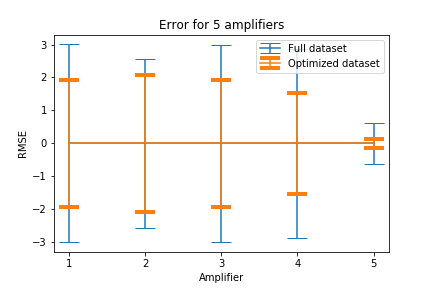 Error for 5 amplifiers
Full dataset
Optimized dataset
3
2
1
0
−1
−2
−3
RMSE
1 2 3 4 5
Amplifier